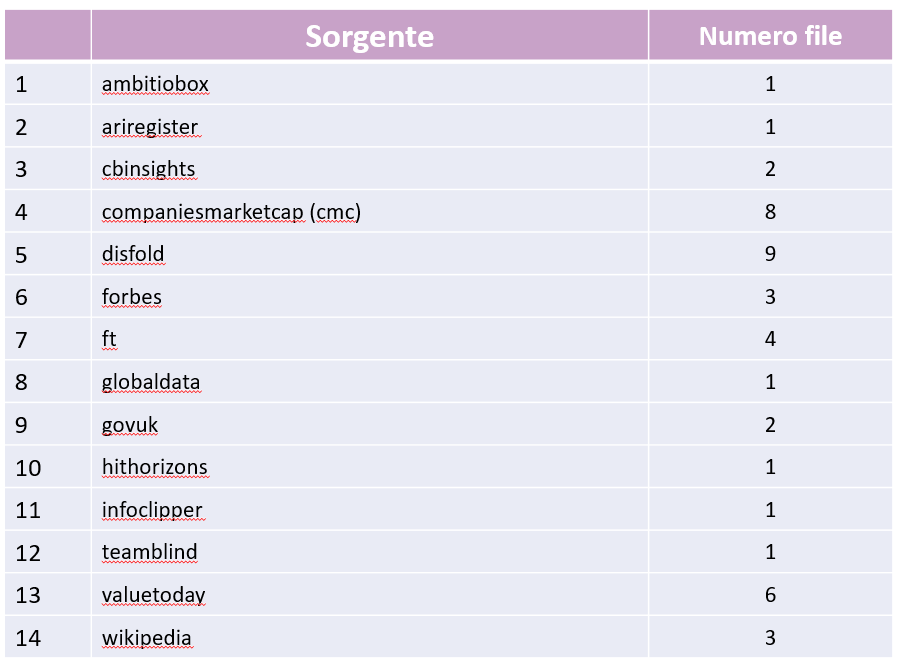 Sorgente Numero file
1 ambitiobox 1
2 ariregister 1
3 cbinsights 2
4 companiesmarketcap (cmc) 8
5 disfold 9
6 forbes 3
7 ft 4
8 globaldata 1
9 govuk 2
10 hithorizons 1
11 infoclipper 1
12 teamblind 1
13 valuetoday 6
14 wikipedia 3